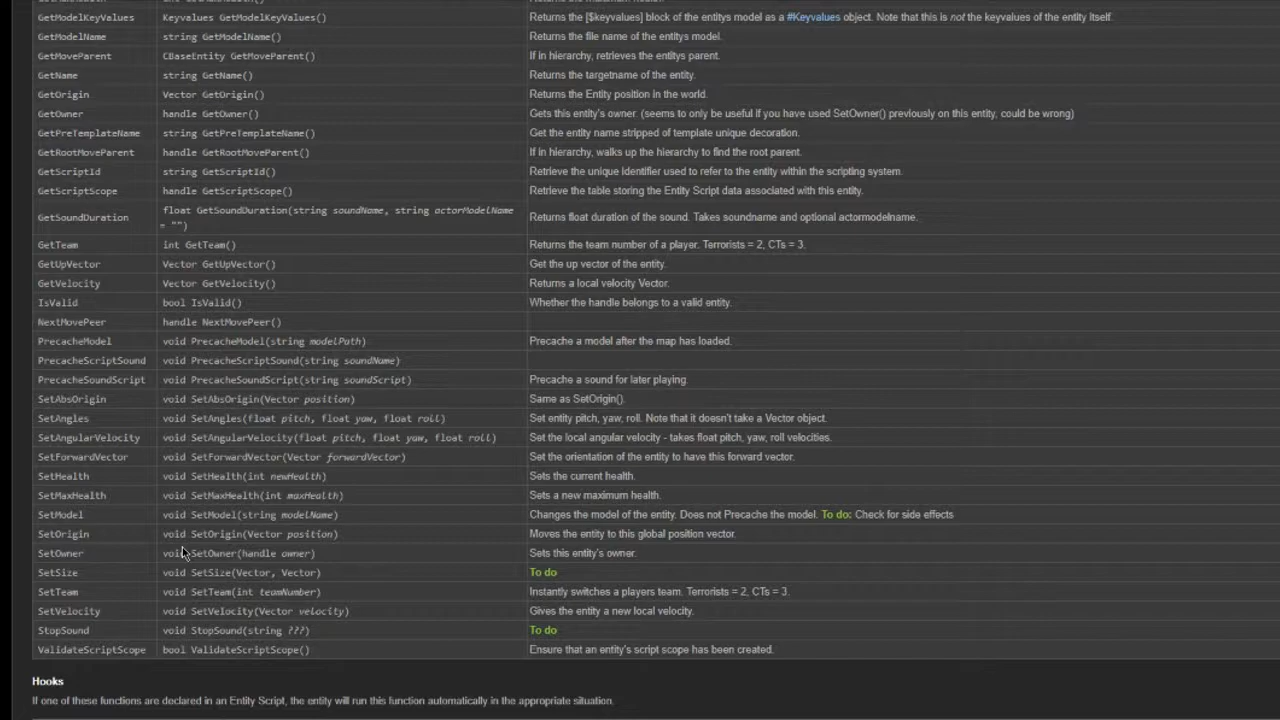 GetModelKeyValues Keyvalues GetModelKeyValues() Returns the [$keyvalues] block of the entitys model as a #Keyvalues object. Note that this is not the keyvalues of the entity itself.
GetModelName string GetModelName() Returns the file name of the entitys model.
GetMoveParent CBaseEntity GetMoveParent() If in hierarchy, retrieves the entitys parent.
GetName string GetName() Returns the targetname of the entity.
GetOrigin Vector GetOrigin() Returns the Entity position in the world.
GetOwner handle GetOwner() Gets this entity's owner. (seems to only be useful if you have used SetOwner() previously on this entity, could be wrong)
GetPreTemplateName string GetPreTemplateName() Get the entity name stripped of template unique decoration.
GetRootMoveParent handle GetRootMoveParent() If in hierarchy, walks up the hierarchy to find the root parent.
GetScriptId string GetScriptId() Retrieve the unique identifier used to refer to the entity within the scripting system.
GetScriptScope handle GetScriptScope() Retrieve the table storing the Entity Script data associated with this entity.
GetSoundDuration float GetSoundDuration(string soundName, string actorModelName
= "") Returns float duration of the sound. Takes soundname and optional actormodelname.
GetTeam int GetTeam() Returns the team number of a player. Terrorists = 2, CTs = 3.
GetUpVector Vector GetUpVector() Get the up vector of the entity.
GetVelocity Vector GetVelocity() Returns a local velocity Vector.
IsValid bool IsValid() Whether the handle belongs to a valid entity.
NextMovePeer handle NextMovePeer()
PrecacheModel void PrecacheModel(string modelPath) Precache a model after the map has loaded.
PrecacheScriptSound void PrecacheScriptSound(string soundName)
PrecacheSoundScript void PrecacheSoundScript(string soundScript) Precache a sound for later playing.
SetAbsOrigin void SetAbsOrigin(Vector position) Same as SetOrigin().
SetAngles void SetAngles(float pitch, float yaw, float roll) Set entity pitch, yaw, roll. Note that it doesn't take a Vector object.
SetAngularVelocity void SetAngularVelocity(float pitch, float yaw, float roll) Set the local angular velocity - takes float pitch, yaw, roll velocities.
SetForwardVector void SetForwardVector(Vector forwardVector) Set the orientation of the entity to have this forward vector.
SetHealth void SetHealth(int newHealth) Sets the current health.
SetMaxHealth void SetMaxHealth(int maxHealth) Sets a new maximum health.
SetModel void SetModel(string modelName) Changes the model of the entity. Does not Precache the model. To do: Check for side effects
SetOrigin void SetOrigin(Vector position) Moves the entity to this global position vector.
SetOwner void SetOwner(handle owner) Sets this entity's owner.
SetSize void SetSize(Vector, Vector) To do
SetTeam void SetTeam(int teamNumber) Instantly switches a players team. Terrorists = 2, CTs = 3.
SetVelocity void SetVelocity(Vector velocity) Gives the entity a new local velocity.
StopSound void StopSound(string ???) To do
ValidateScriptScope bool ValidateScriptScope() Ensure that an entity's script scope has been created.
Hooks
If one of these functions are declared in an Entity Script, the entity will run this function automatically in the appropriate situation.